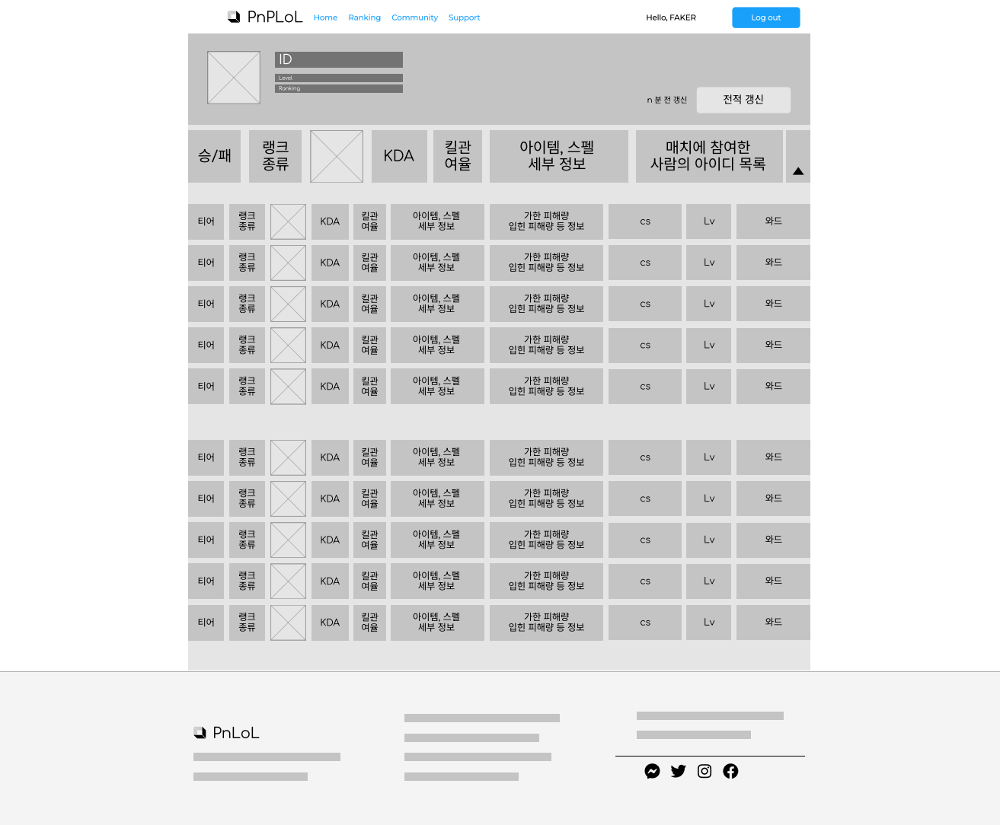 PnPLoL Home Ranking Community Support Hello, FAKER Log out
ID
Level
Ranking
n 분 전 갱신 전적 갱신
승/패 랭크 종류 KDA 킬관여율 아이템, 스펠 세부 정보 매치에 참여한 사람의 아이디 목록
티어 랭크 종류 KDA 킬관여율 아이템, 스펠 세부 정보 가한 피해량 입힌 피해량 등 정보 cs Lv 와드
티어 랭크 종류 KDA 킬관여율 아이템, 스펠 세부 정보 가한 피해량 입힌 피해량 등 정보 cs Lv 와드
티어 랭크 종류 KDA 킬관여율 아이템, 스펠 세부 정보 가한 피해량 입힌 피해량 등 정보 cs Lv 와드
티어 랭크 종류 KDA 킬관여율 아이템, 스펠 세부 정보 가한 피해량 입힌 피해량 등 정보 cs Lv 와드
티어 랭크 종류 KDA 킬관여율 아이템, 스펠 세부 정보 가한 피해량 입힌 피해량 등 정보 cs Lv 와드
티어 랭크 종류 KDA 킬관여율 아이템, 스펠 세부 정보 가한 피해량 입힌 피해량 등 정보 cs Lv 와드
티어 랭크 종류 KDA 킬관여율 아이템, 스펠 세부 정보 가한 피해량 입힌 피해량 등 정보 cs Lv 와드
티어 랭크 종류 KDA 킬관여율 아이템, 스펠 세부 정보 가한 피해량 입힌 피해량 등 정보 cs Lv 와드
티어 랭크 종류 KDA 킬관여율 아이템, 스펠 세부 정보 가한 피해량 입힌 피해량 등 정보 cs Lv 와드
티어 랭크 종류 KDA 킬관여율 아이템, 스펠 세부 정보 가한 피해량 입힌 피해량 등 정보 cs Lv 와드
PnLoL